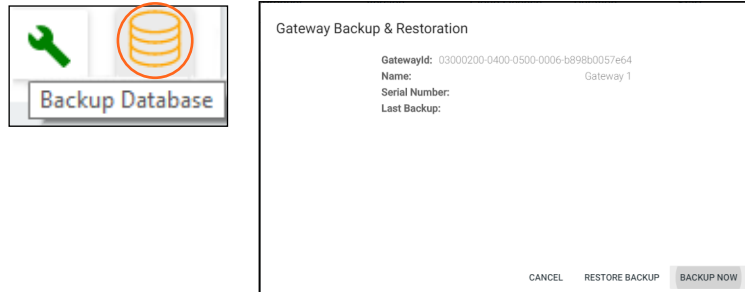 Backup Database
Gateway Backup & Restoration
GatewayId: 03000200-0400-0500-0006-b898b0057e64
Name: Gateway 1
Serial Number:
Last Backup:
CANCEL RESTORE BACKUP BACKUP NOW